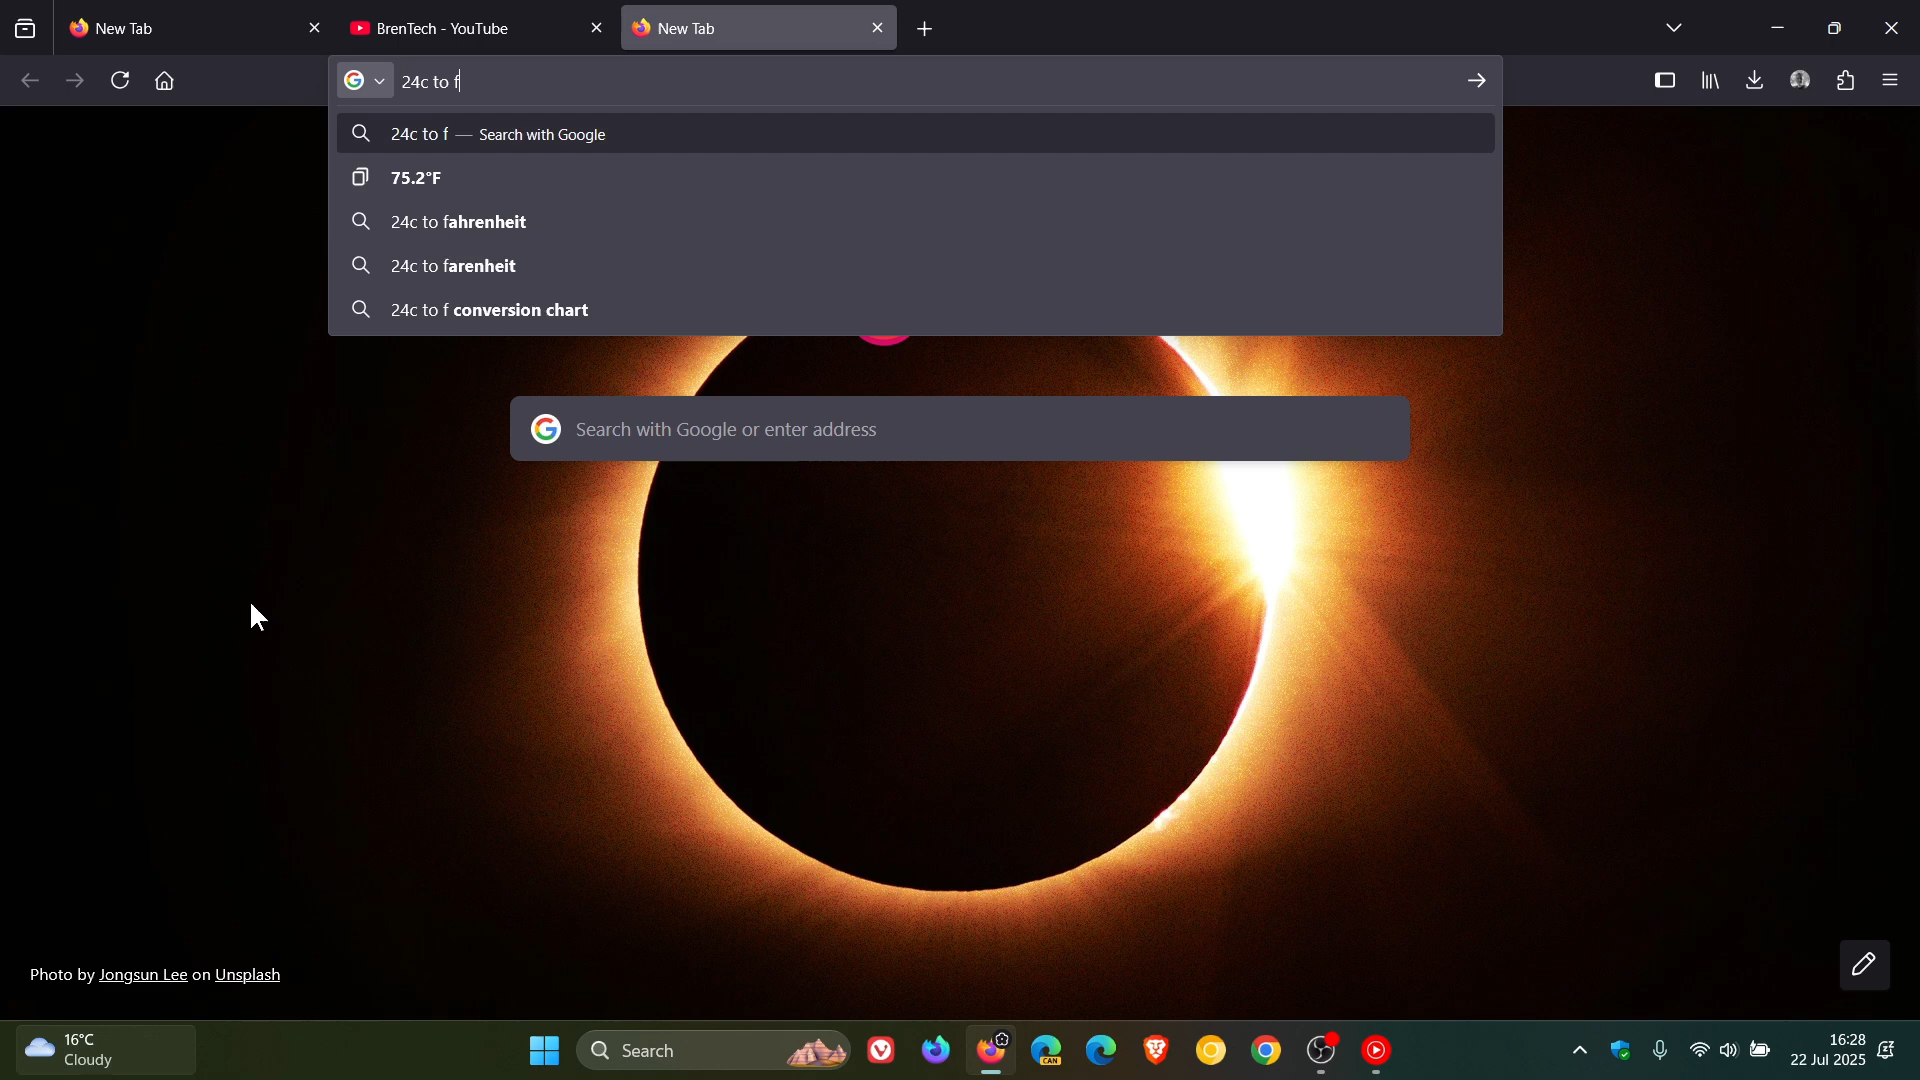 New Tab
BrenTech - YouTube
New Tab
24c to f
24c to f — Search with Google
75.2°F
24c to fahrenheit
24c to farenheit
24c to f conversion chart
Search with Google or enter address
Photo by Jongsun Lee on Unsplash
16°C
Cloudy
Search
CAN
16:28
22 Jul 2025